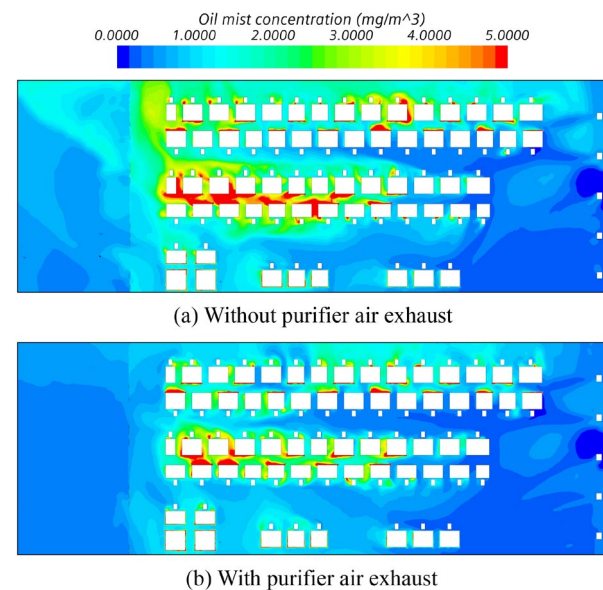 Oil mist concentration (mg/m^3)
0.0000 1.0000 2.0000 3.0000 4.0000 5.0000
(a) Without purifier air exhaust
(b) With purifier air exhaust